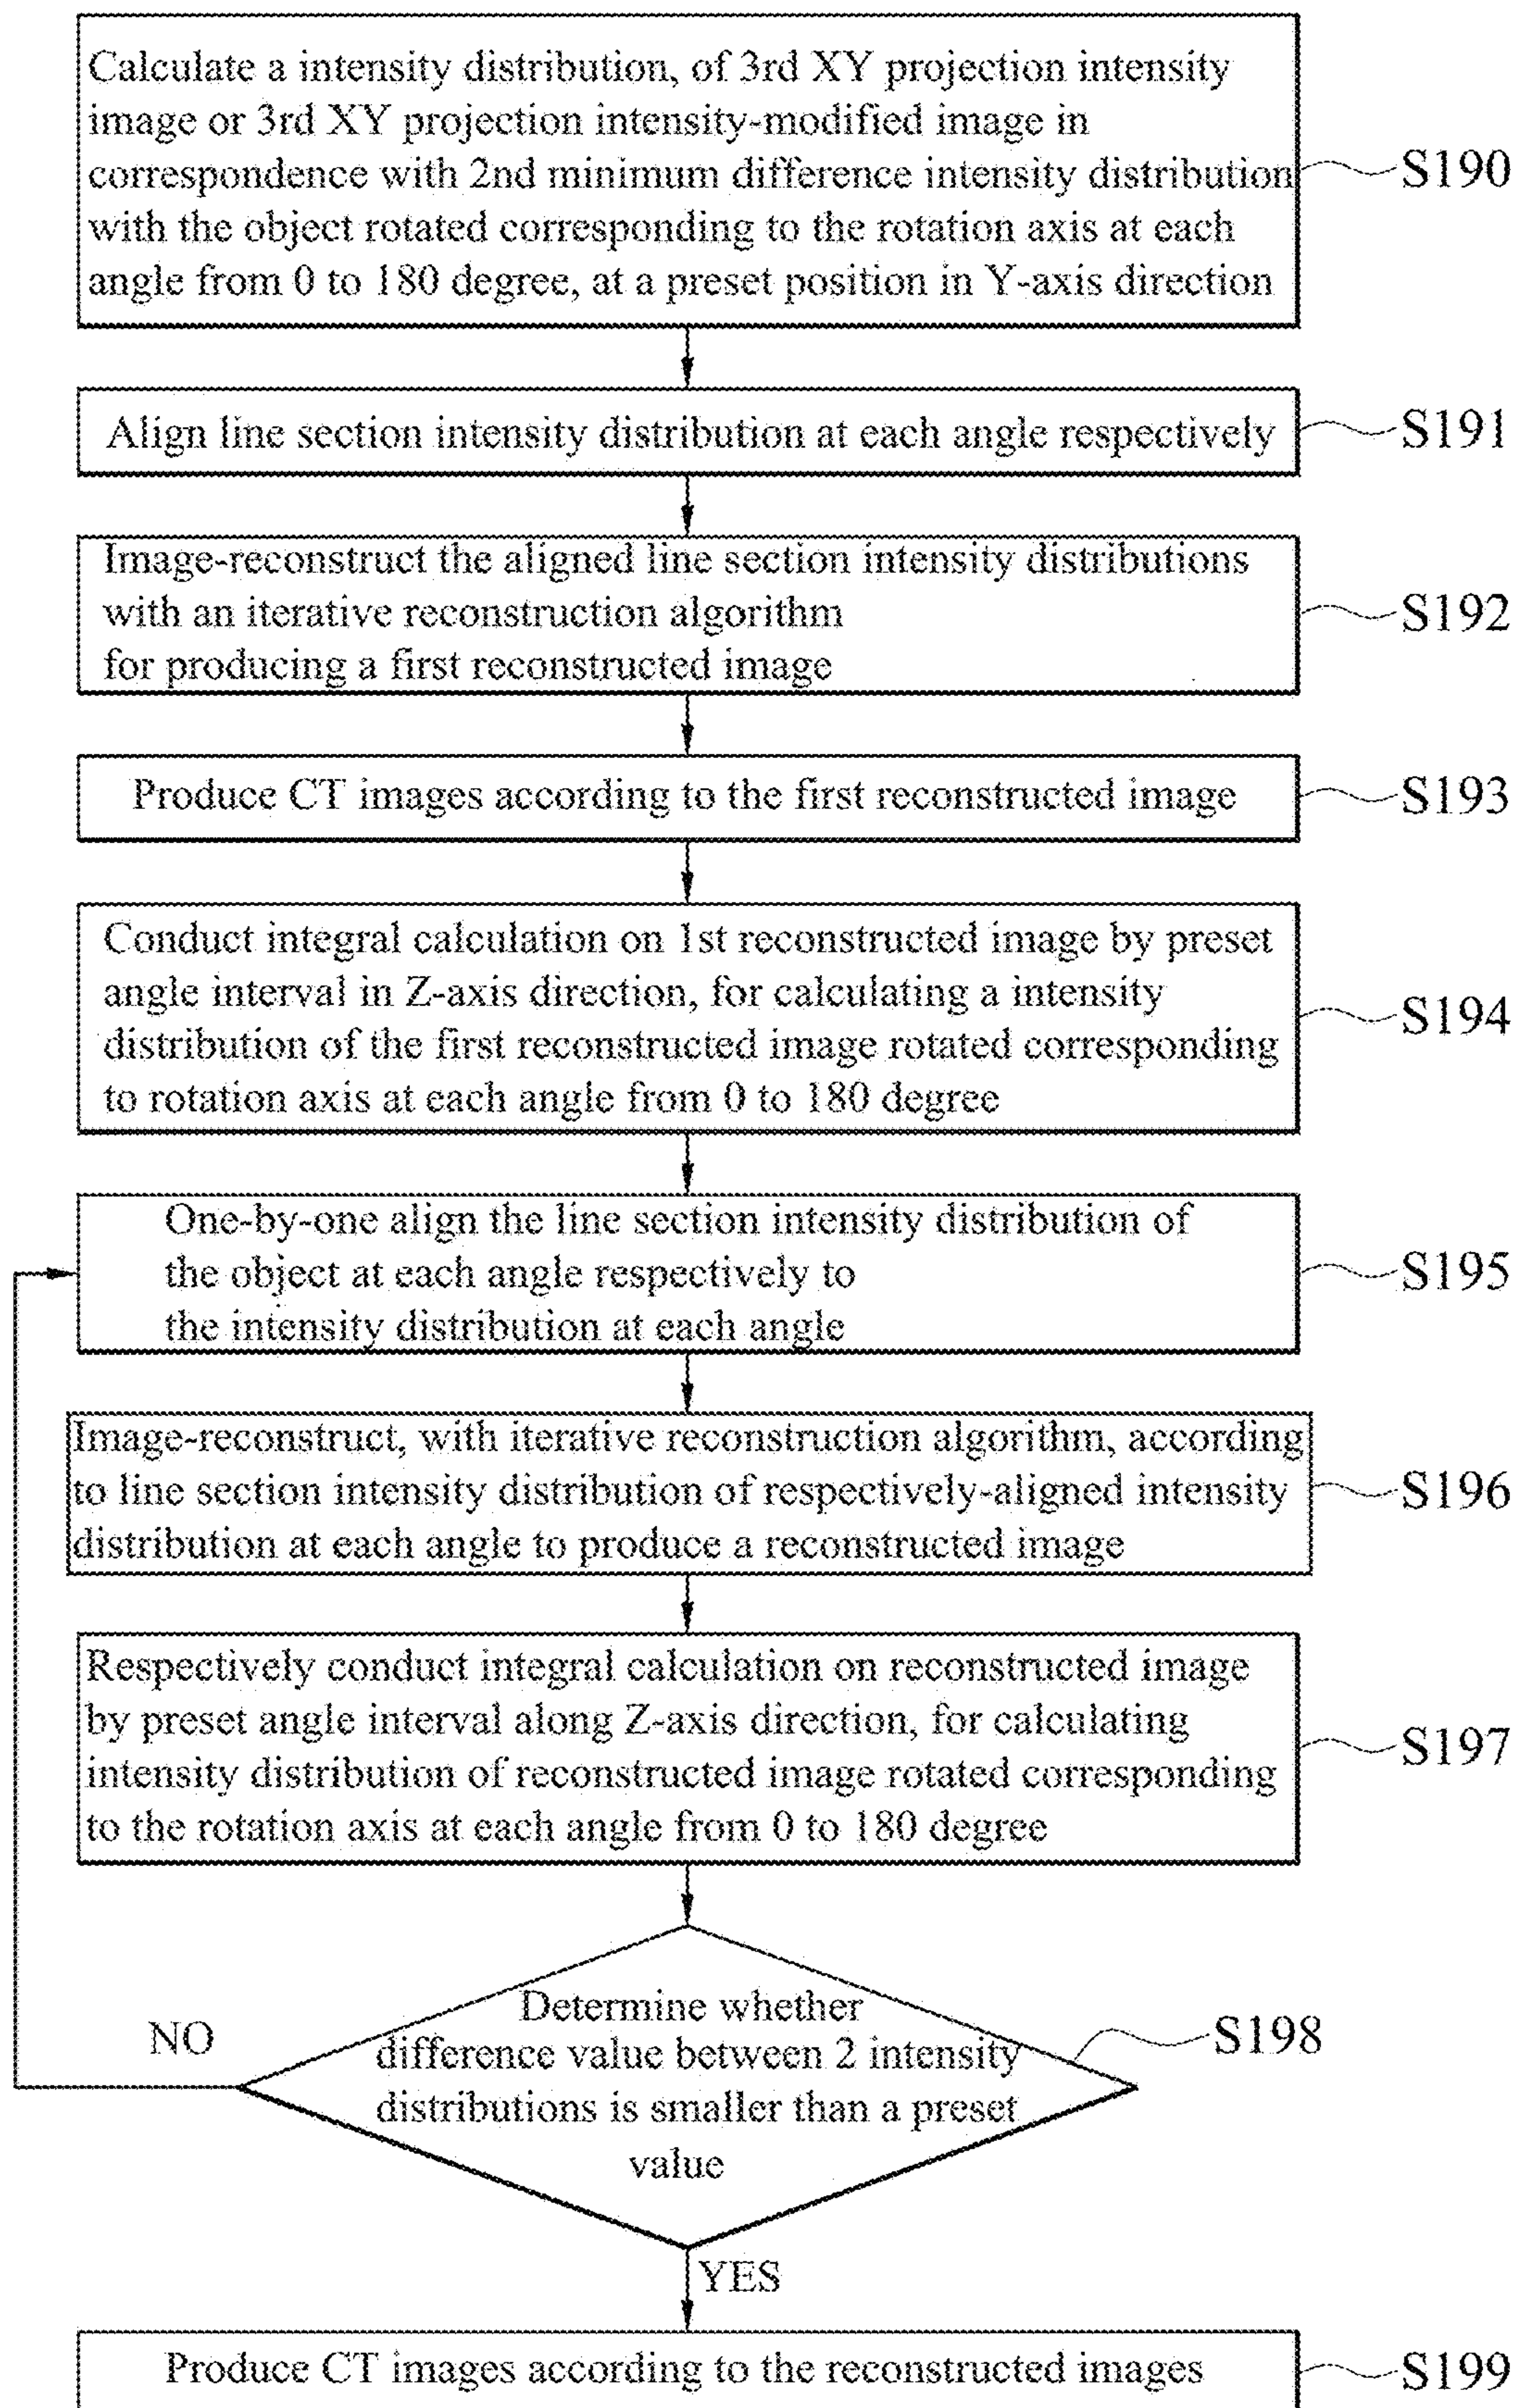 Calculate a intensity distribution, of 3rd XY projection intensity
image or 3rd XY projection intensity-modified image in
correspondence with 2nd minimum difference intensity distribution
with the object rotated corresponding to the rotation axis at each
angle from 0 to 180 degree, at a preset position in Y-axis direction
S190
Align line section intensity distribution at each angle respectively
S191
Image-reconstruct the aligned line section intensity distributions
with an iterative reconstruction algorithm
for producing a first reconstructed image
S192
Produce CT images according to the first reconstructed image
S193
Conduct integral calculation on 1st reconstructed image by preset
angle interval in Z-axis direction, for calculating a intensity
distribution of the first reconstructed image rotated corresponding
to rotation axis at each angle from 0 to 180 degree
S194
One-by-one align the line section intensity distribution of
the object at each angle respectively to
the intensity distribution at each angle
S195
Image-reconstruct, with iterative reconstruction algorithm, according
to line section intensity distribution of respectively-aligned intensity
distribution at each angle to produce a reconstructed image
S196
Respectively conduct integral calculation on reconstructed image
by preset angle interval along Z-axis direction, for calculating
intensity distribution of reconstructed image rotated corresponding
to the rotation axis at each angle from 0 to 180 degree
S197
Determine whether
difference value between 2 intensity
distributions is smaller than a preset
value
S198
NO
YES
Produce CT images according to the reconstructed images
S199